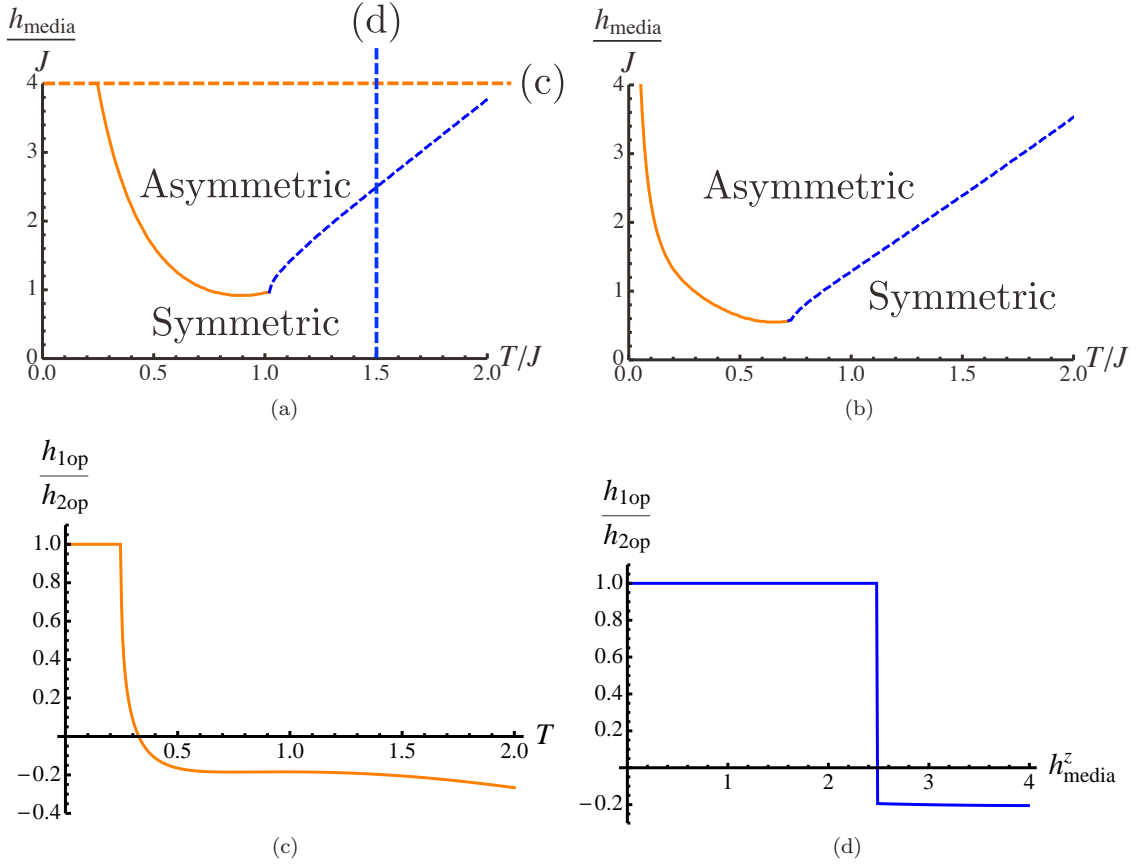 h_media
J
(d)
4
(c)
3
Asymmetric
2
1
Symmetric
0
0.0 0.5 1.0 1.5 2.0 T/J
(a)
h_media
J
4
3
Asymmetric
2
1
Symmetric
0
0.0 0.5 1.0 1.5 2.0 T/J
(b)
h_1op
h_2op
1.0
0.8
0.6
0.4
0.2
0.5 1.0 1.5 2.0 T
−0.2
−0.4
(c)
h_1op
h_2op
1.0
0.8
0.6
0.4
0.2
1 2 3 4 h^z_media
−0.2
(d)